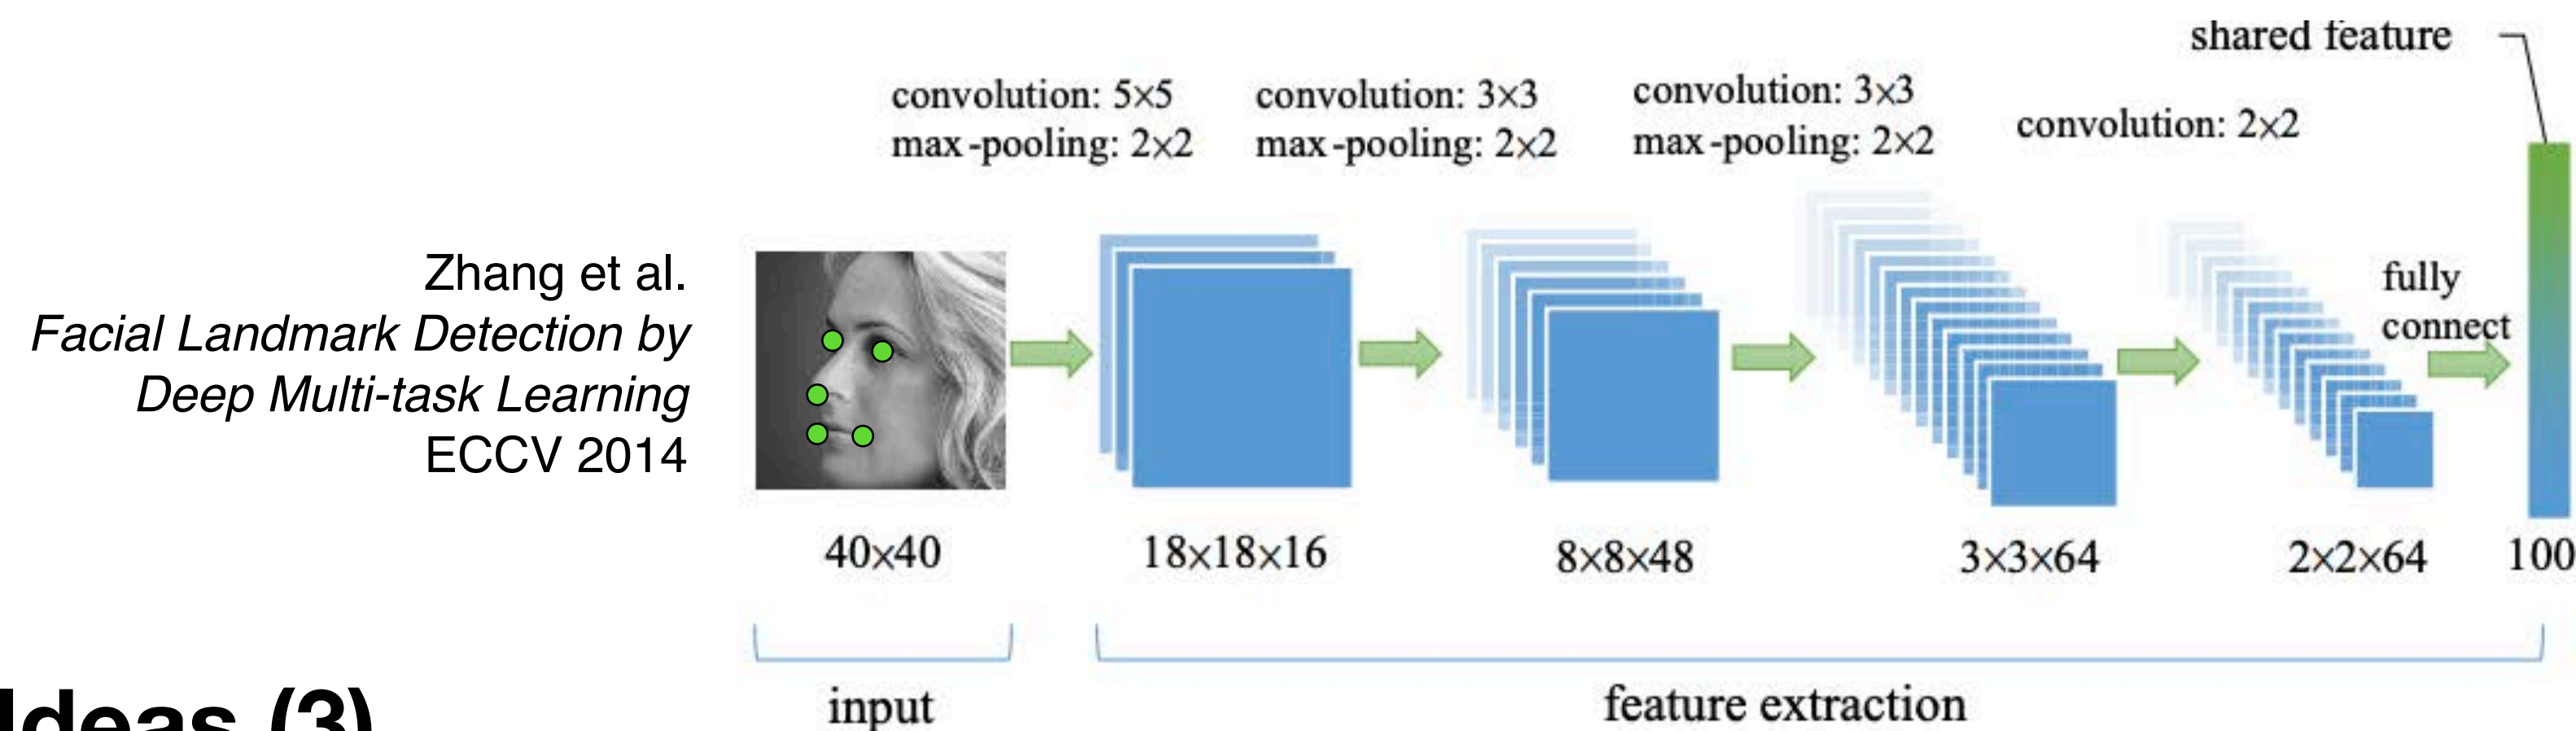 shared feature
convolution: 5×5
max-pooling: 2×2
convolution: 3×3
max-pooling: 2×2
convolution: 3×3
max-pooling: 2×2
convolution: 2×2
Zhang et al.
Facial Landmark Detection by
Deep Multi-task Learning
ECCV 2014
fully
connect
40×40
18×18×16
8×8×48
3×3×64
2×2×64
100
input
feature extraction
Ideas (3)